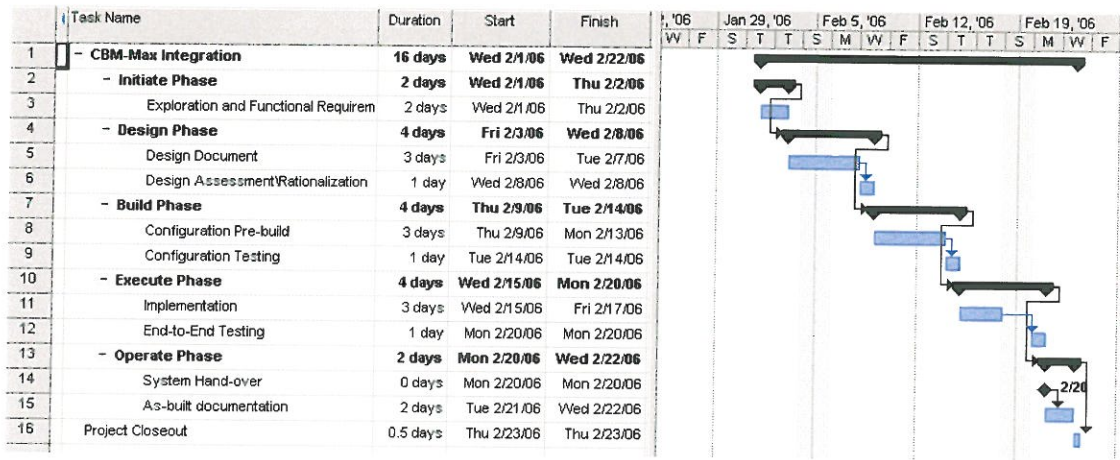 Task Name Duration Start Finish , '06 Jan 29, '06 Feb 5, '06 Feb 12, '06 Feb 19, '06
W F S T T S M W F S T T S M W F
1 − CBM-Max Integration 16 days Wed 2/1/06 Wed 2/22/06
2 − Initiate Phase 2 days Wed 2/1/06 Thu 2/2/06
3 Exploration and Functional Requirem 2 days Wed 2/1/06 Thu 2/2/06
4 − Design Phase 4 days Fri 2/3/06 Wed 2/8/06
5 Design Document 3 days Fri 2/3/06 Tue 2/7/06
6 Design Assessment\Rationalization 1 day Wed 2/8/06 Wed 2/8/06
7 − Build Phase 4 days Thu 2/9/06 Tue 2/14/06
8 Configuration Pre-build 3 days Thu 2/9/06 Mon 2/13/06
9 Configuration Testing 1 day Tue 2/14/06 Tue 2/14/06
10 − Execute Phase 4 days Wed 2/15/06 Mon 2/20/06
11 Implementation 3 days Wed 2/15/06 Fri 2/17/06
12 End-to-End Testing 1 day Mon 2/20/06 Mon 2/20/06
13 − Operate Phase 2 days Mon 2/20/06 Wed 2/22/06
14 System Hand-over 0 days Mon 2/20/06 Mon 2/20/06 2/20
15 As-built documentation 2 days Tue 2/21/06 Wed 2/22/06
16 Project Closeout 0.5 days Thu 2/23/06 Thu 2/23/06